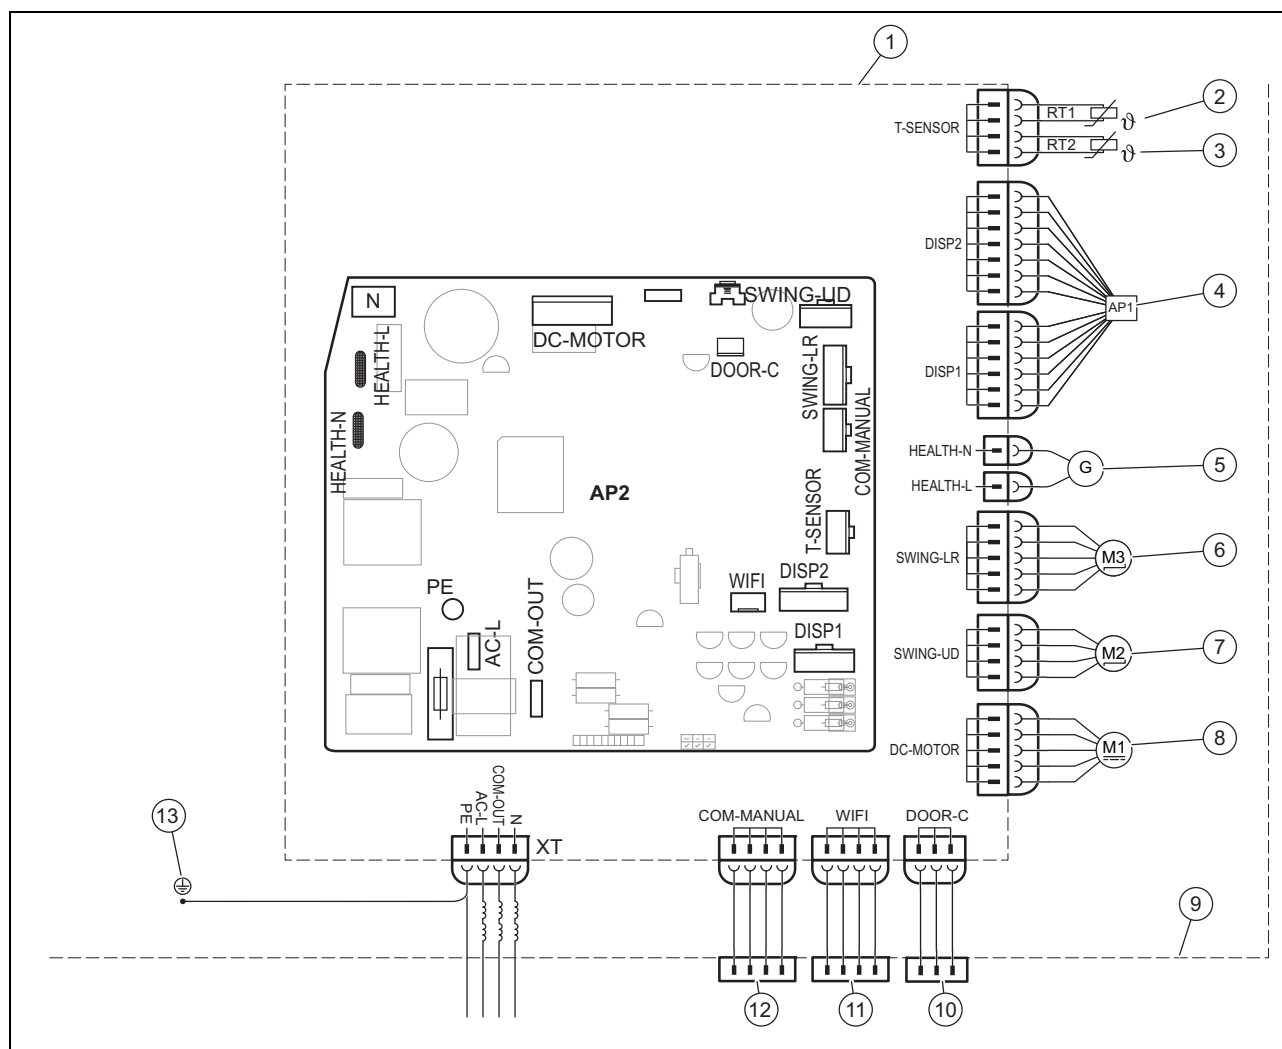 1
2
RT1
ϑ
T-SENSOR
RT2
ϑ
3
DISP2
AP1
4
DISP1
N
SWING-UD
DC-MOTOR
DOOR-C
HEALTH-L
SWING-LR
COM-MANUAL
HEALTH-N
AP2
T-SENSOR
HEALTH-N
G
5
HEALTH-L
SWING-LR
M3
6
PE
WIFI
DISP2
AC-L
COM-OUT
DISP1
SWING-UD
M2
7
DC-MOTOR
M1
8
13
PE
AC-L
COM-OUT
N
XT
COM-MANUAL
WIFI
DOOR-C
9
12
11
10